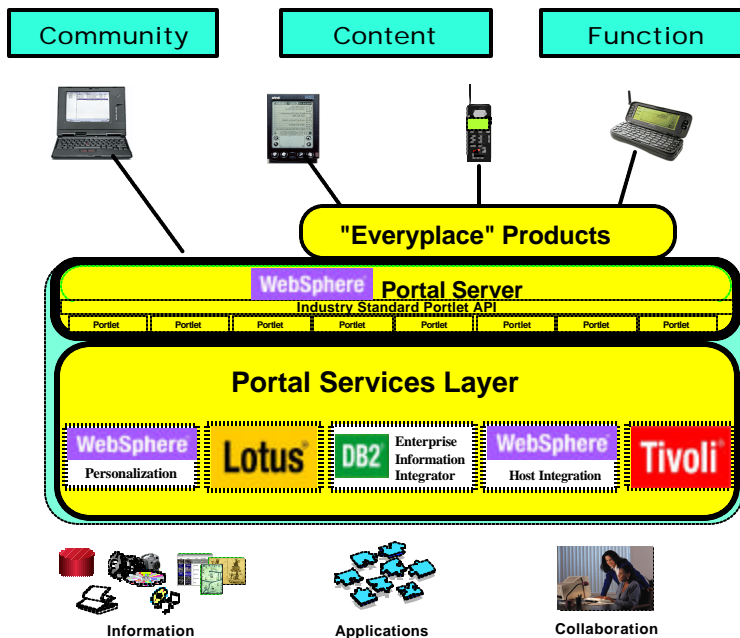 Community
Content
Function
"Everyplace" Products
WebSphere Portal Server
Industry Standard Portlet API
Portlet Portlet Portlet Portlet Portlet Portlet Portlet Portlet
Portal Services Layer
WebSphere®
Personalization
Lotus®
DB2®
Enterprise
Information
Integrator
WebSphere®
Host Integration
Tivoli®
Information
Applications
Collaboration